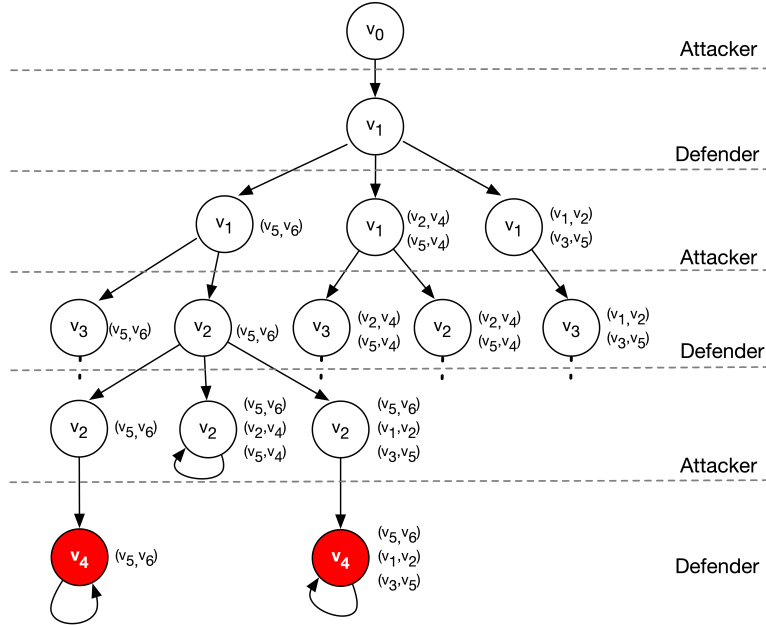 v0
Attacker
v1
Defender
v1 (v5,v6)
v1 (v2,v4)
(v5,v4)
v1 (v1,v2)
(v3,v5)
Attacker
v3 (v5,v6)
v2 (v5,v6)
v3 (v2,v4)
(v5,v4)
v2 (v2,v4)
(v5,v4)
v3 (v1,v2)
(v3,v5)
Defender
v2 (v5,v6)
v2 (v5,v6)
(v2,v4)
(v5,v4)
v2 (v5,v6)
(v1,v2)
(v3,v5)
Attacker
v4 (v5,v6)
v4 (v5,v6)
(v1,v2)
(v3,v5)
Defender